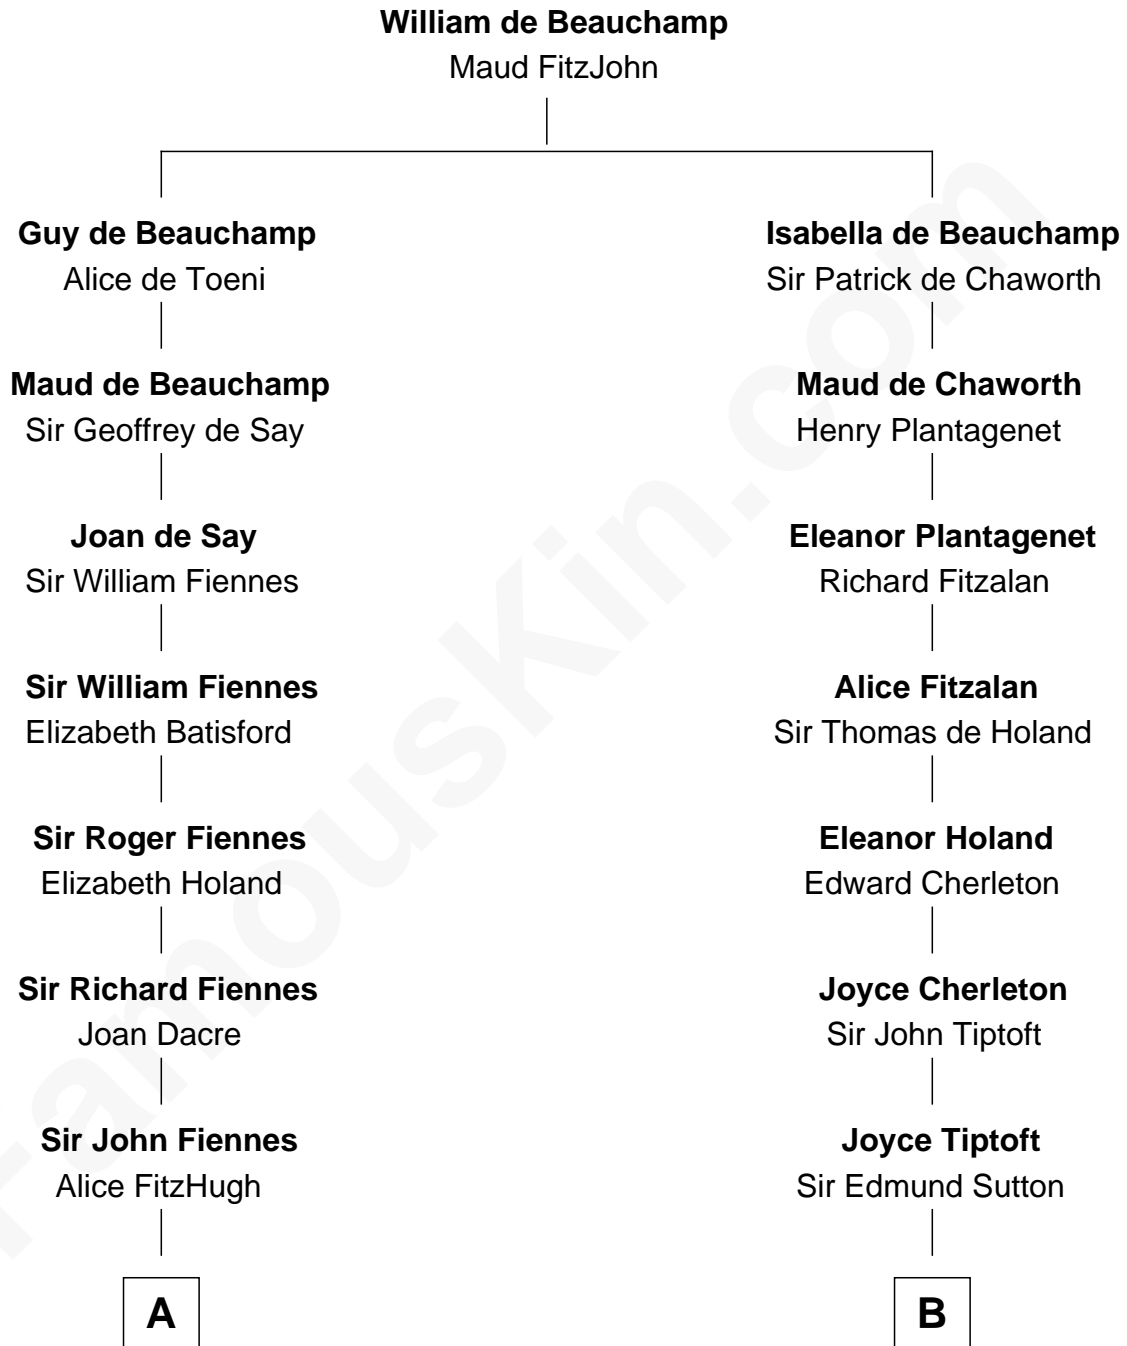 William de Beauchamp
Maud FitzJohn
Guy de Beauchamp
Alice de Toeni
Isabella de Beauchamp
Sir Patrick de Chaworth
Maud de Beauchamp
Sir Geoffrey de Say
Maud de Chaworth
Henry Plantagenet
Joan de Say
Sir William Fiennes
Eleanor Plantagenet
Richard Fitzalan
Sir William Fiennes
Elizabeth Batisford
Alice Fitzalan
Sir Thomas de Holand
Sir Roger Fiennes
Elizabeth Holand
Eleanor Holand
Edward Cherleton
Sir Richard Fiennes
Joan Dacre
Joyce Cherleton
Sir John Tiptoft
Sir John Fiennes
Alice FitzHugh
Joyce Tiptoft
Sir Edmund Sutton
A
B
FamousKin.com